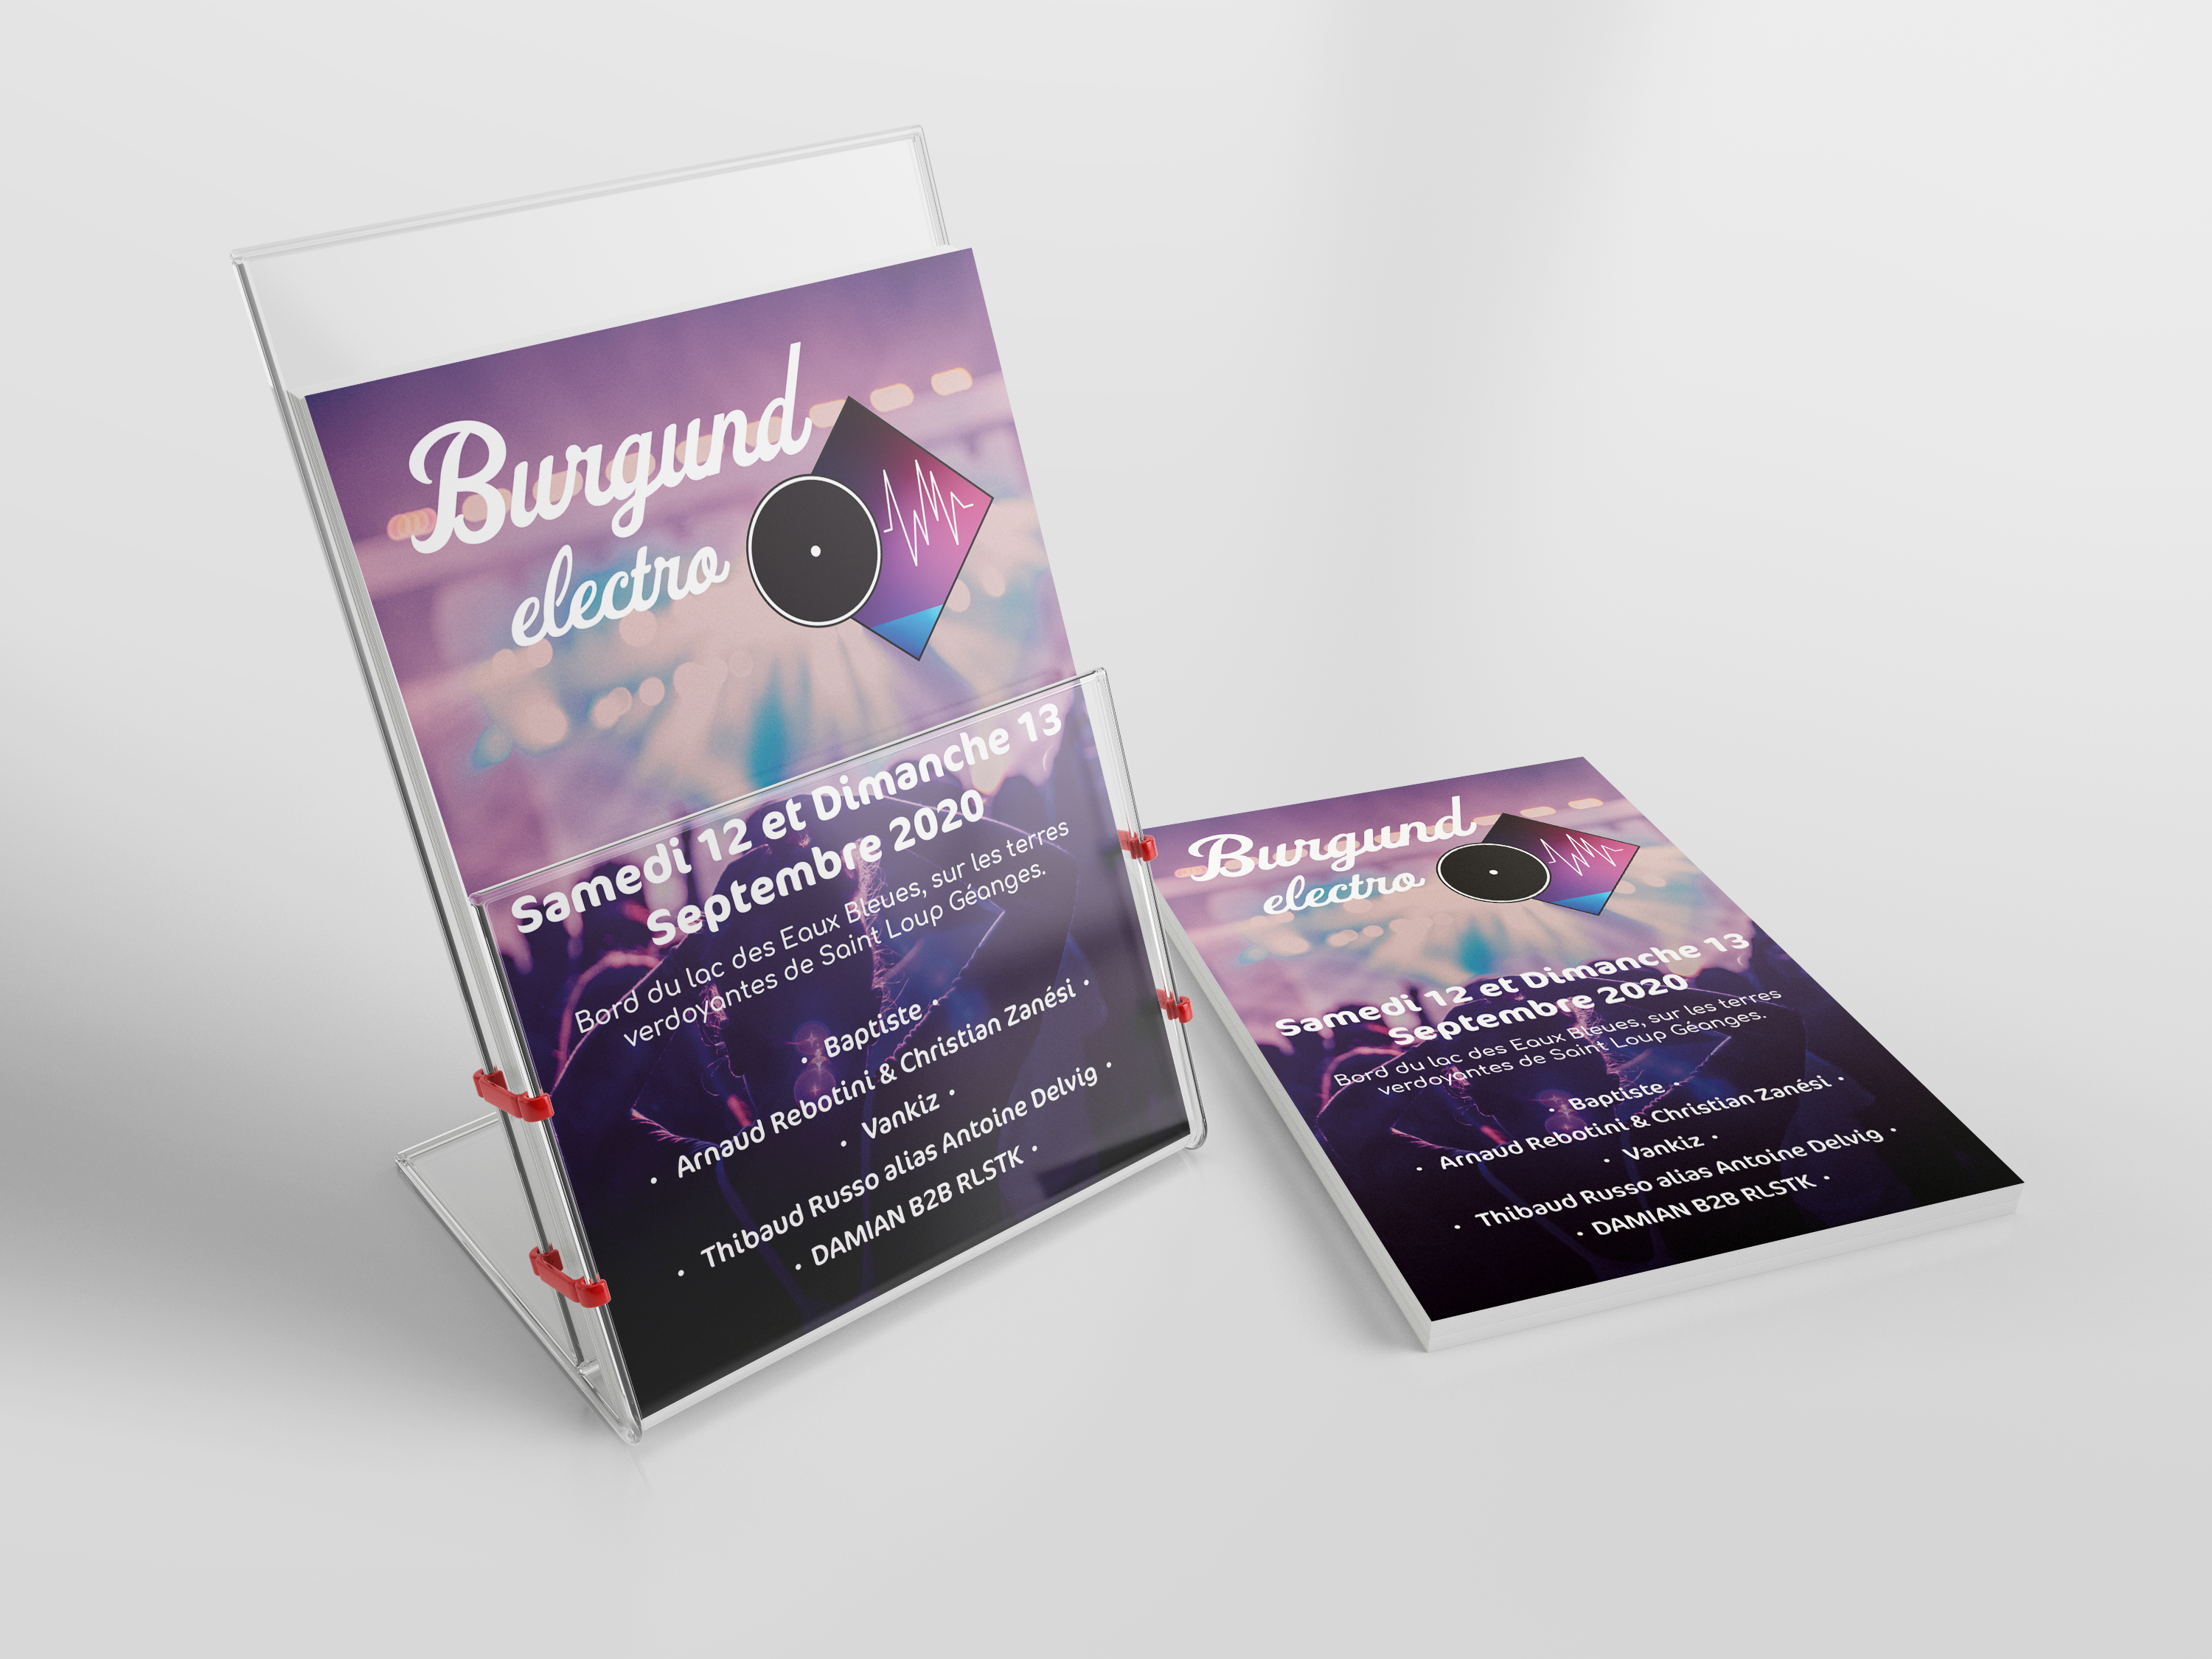 Burgund
electro
Samedi 12 et Dimanche 13
Septembre 2020
Bord du lac des Eaux Bleues, sur les terres
verdoyantes de Saint Loup Géanges.
• Baptiste •
• Arnaud Rebotini & Christian Zanési •
• Vankiz •
• Thibaud Russo alias Antoine Delvig •
• DAMIAN B2B RLSTK •
Burgund
electro
Samedi 12 et Dimanche 13
Septembre 2020
Bord du lac des Eaux Bleues, sur les terres
verdoyantes de Saint Loup Géanges.
• Baptiste •
• Arnaud Rebotini & Christian Zanési •
• Vankiz •
• Thibaud Russo alias Antoine Delvig •
• DAMIAN B2B RLSTK •